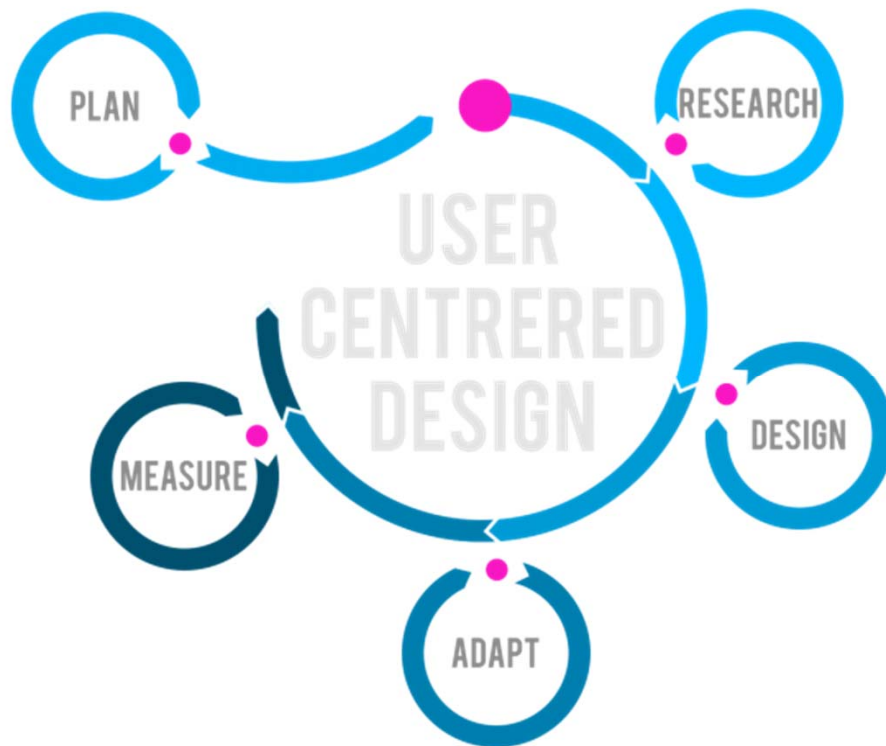 PLAN
RESEARCH
USER
CENTRERED
DESIGN
DESIGN
MEASURE
ADAPT